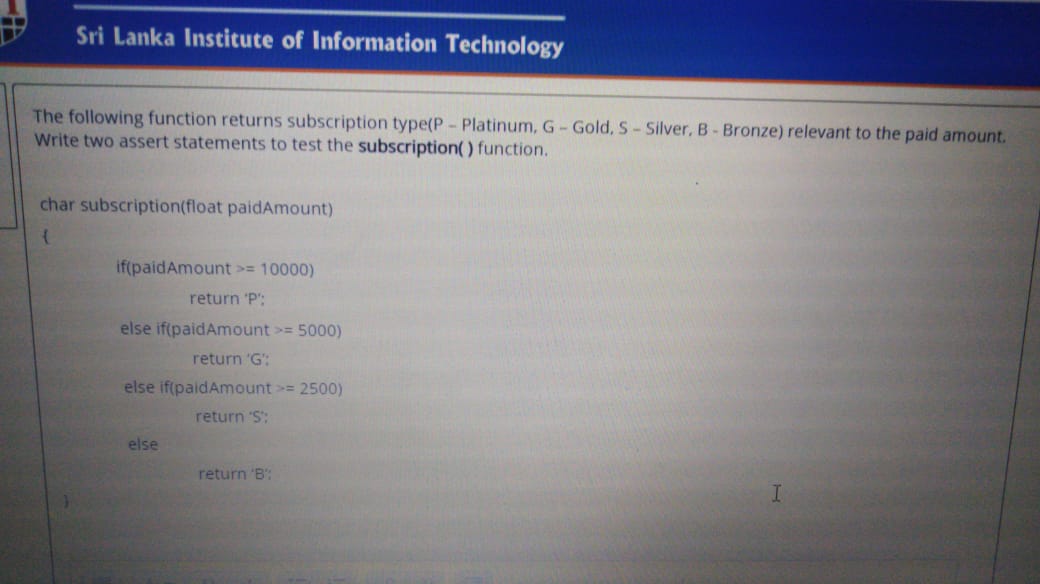 Sri Lanka Institute of Information Technology
The following function returns subscription type(P – Platinum, G – Gold, S – Silver, B - Bronze) relevant to the paid amount.
Write two assert statements to test the subscription( ) function.
char subscription(float paidAmount)
{
if(paidAmount >= 10000)
return 'P';
else if(paidAmount >= 5000)
return 'G';
else if(paidAmount >= 2500)
return 'S';
else
return 'B';
}